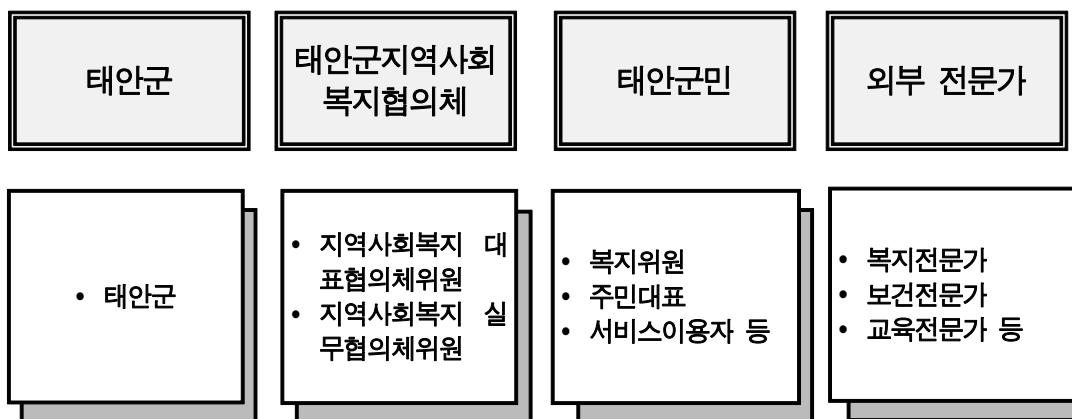 태안군
태안군지역사회
복지협의체
태안군민
외부 전문가
• 태안군
• 지역사회복지 대
표협의체위원
• 지역사회복지 실
무협의체위원
• 복지위원
• 주민대표
• 서비스이용자 등
• 복지전문가
• 보건전문가
• 교육전문가 등